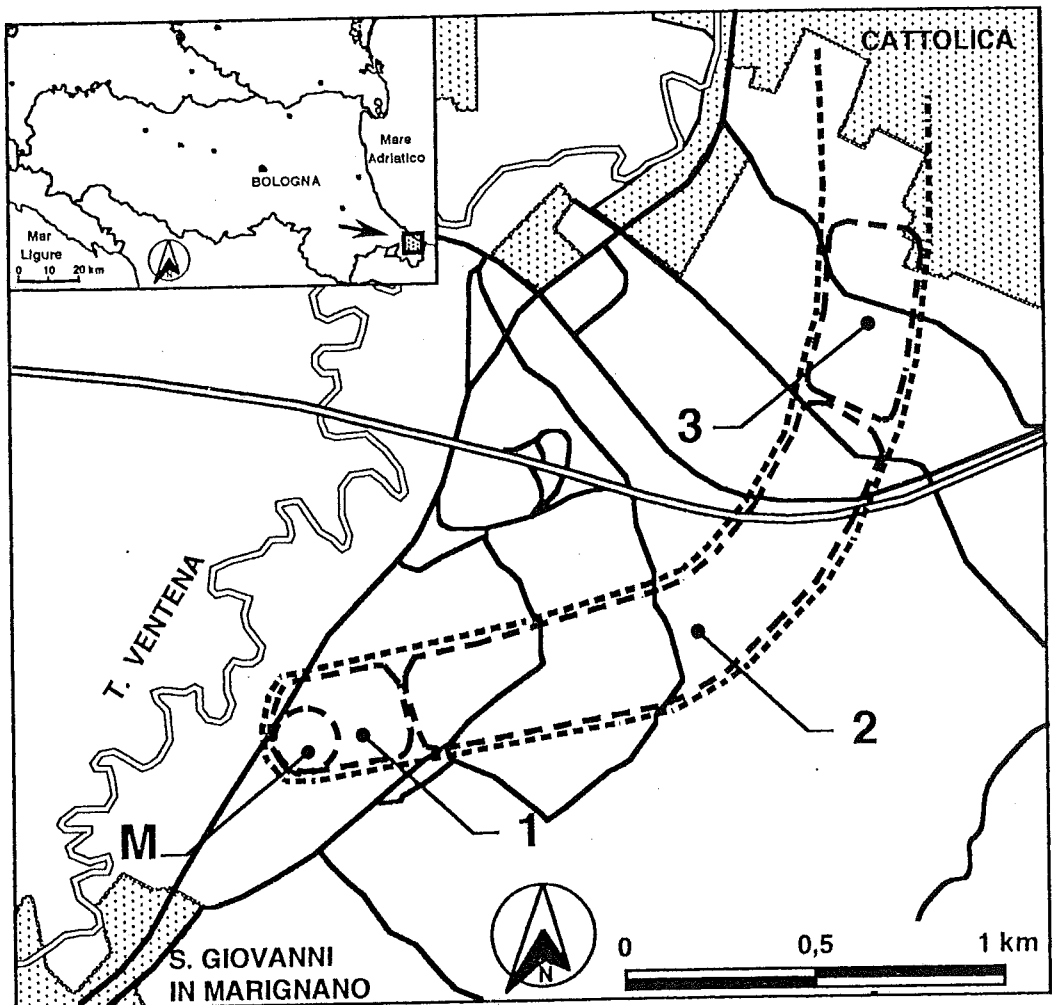 CATTOLICA
Mare
Adriatico
BOLOGNA
Mar
Ligure
N
0 10 20 km
3
T. VENTENA
2
1
M
S. GIOVANNI
IN MARIGNANO
N
0 0,5 1 km